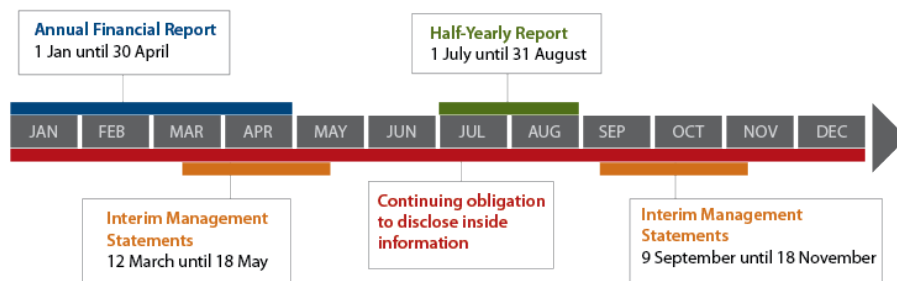 Annual Financial Report
1 Jan until 30 April
Half-Yearly Report
1 July until 31 August
JAN FEB MAR APR MAY JUN JUL AUG SEP OCT NOV DEC
Interim Management
Statements
12 March until 18 May
Continuing obligation
to disclose inside
information
Interim Management
Statements
9 September until 18 November